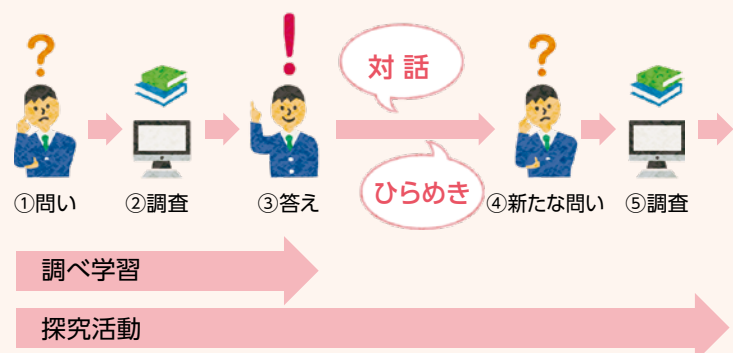 ?
!
対話
?
ひらめき
①問い
②調査
③答え
④新たな問い
⑤調査
調べ学習
探究活動